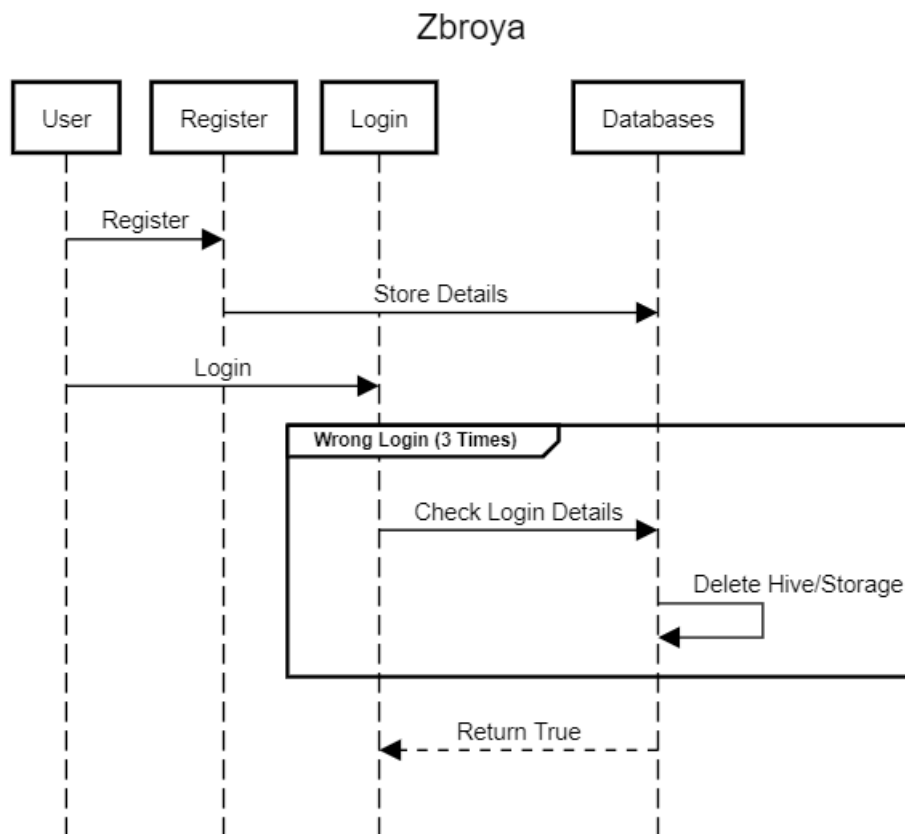 Zbroya
User
Register
Login
Databases
Register
Store Details
Login
Wrong Login (3 Times)
Check Login Details
Delete Hive/Storage
Return True